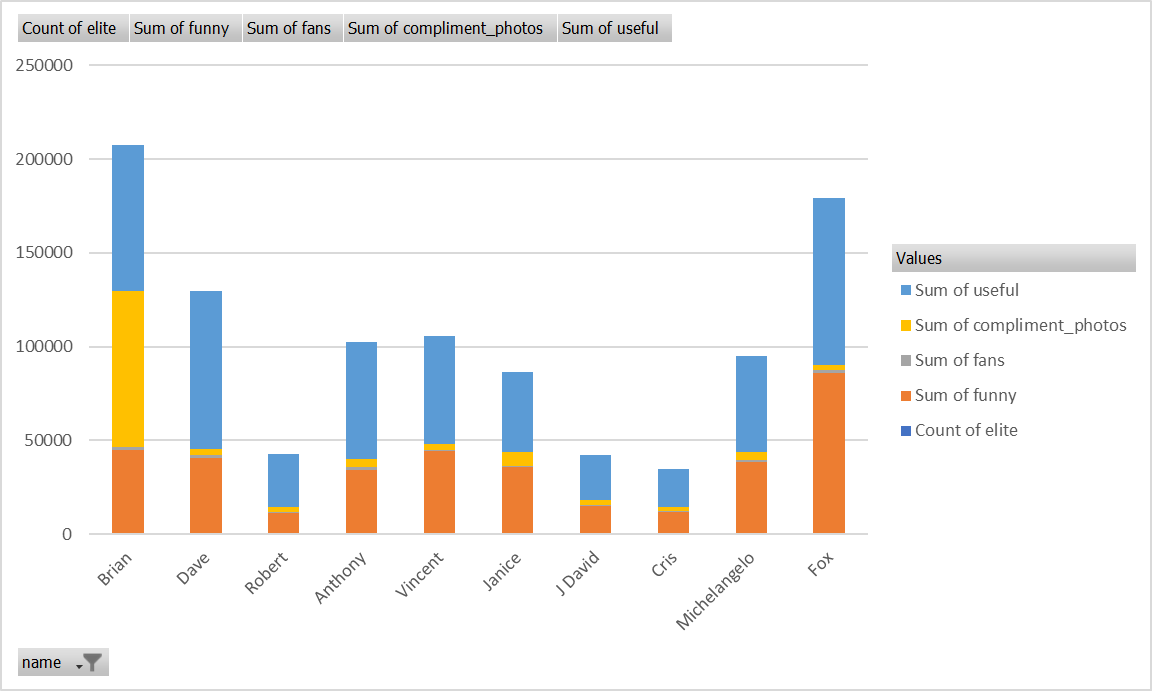 Count of elite Sum of funny Sum of fans Sum of compliment_photos Sum of useful
250000
200000
150000
100000
50000
0
Brian Dave Robert Anthony Vincent Janice J David Cris Michelangelo Fox
Values
Sum of useful
Sum of compliment_photos
Sum of fans
Sum of funny
Count of elite
name